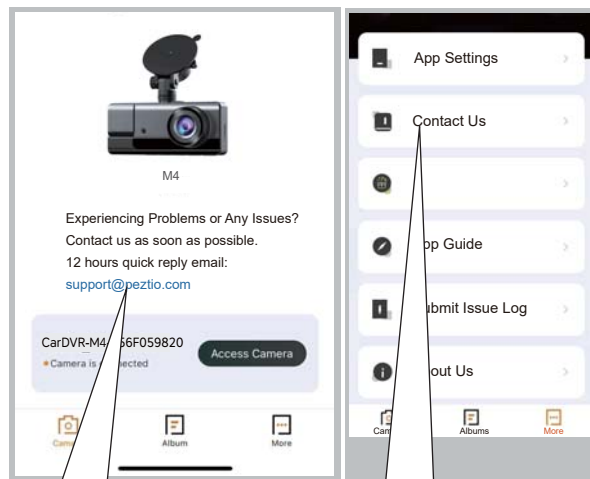 M4
Experiencing Problems or Any Issues?
Contact us as soon as possible.
12 hours quick reply email:
support@peztio.com
CarDVR-M4 56F059820
Camera is ected
Access Camera
Album
More
App Settings
Contact Us
Guide
Submit Issue Log
out Us
Albums
More